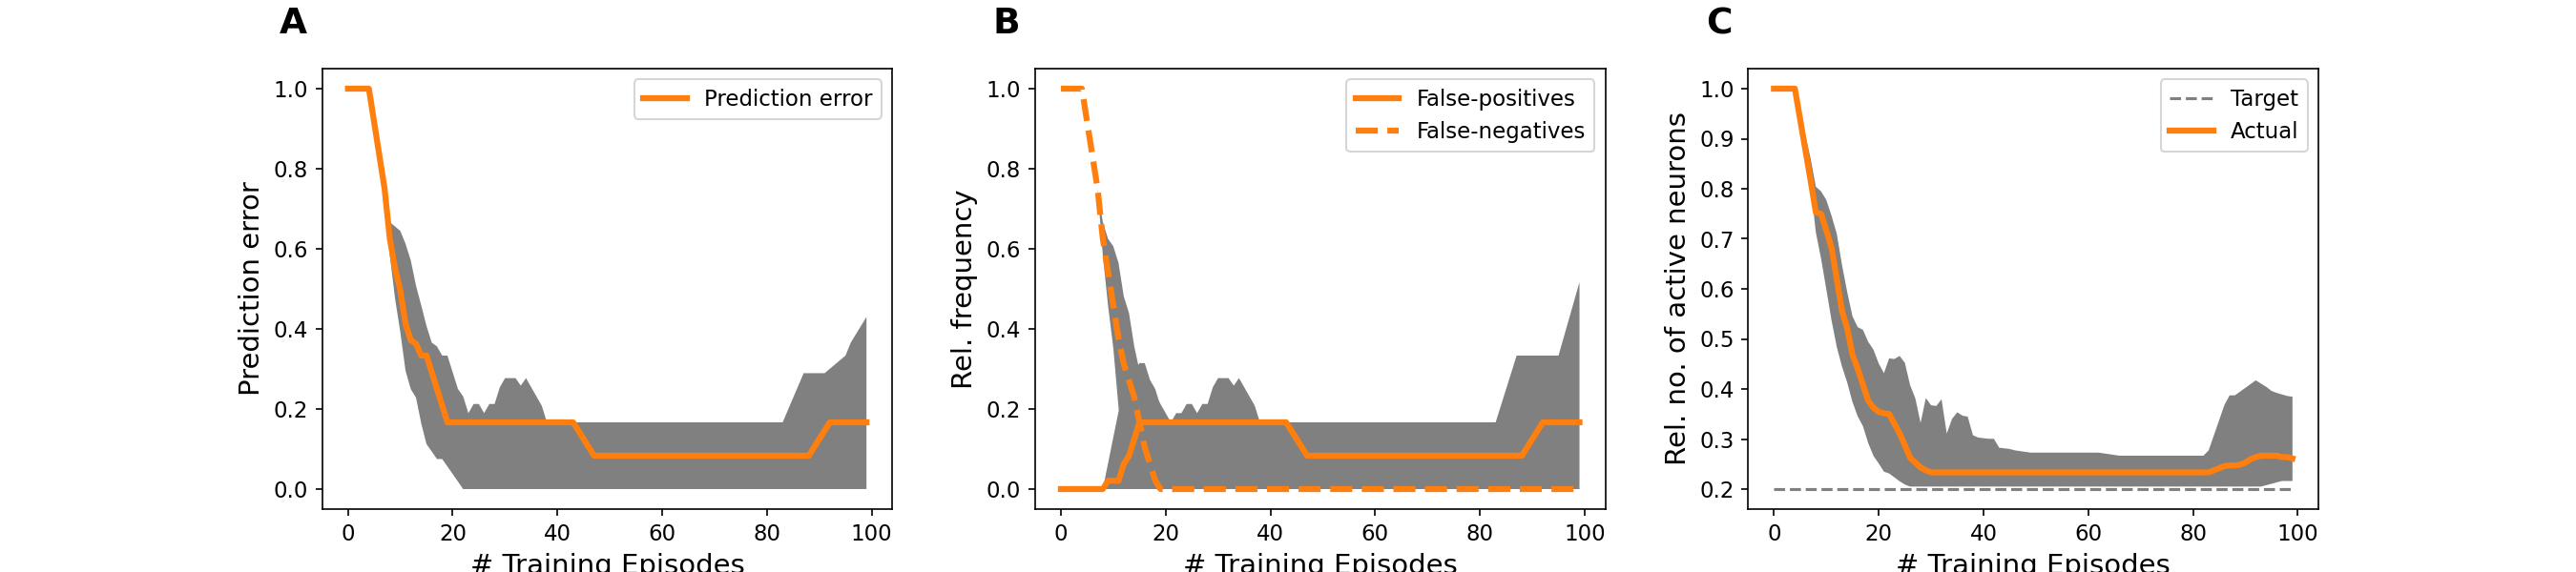 A
B
C
Prediction error
1.0
0.8
0.6
0.4
0.2
0.0
Prediction error
0 20 40 60 80 100
# Training Episodes
Rel. frequency
1.0
0.8
0.6
0.4
0.2
0.0
False-positives
False-negatives
0 20 40 60 80 100
# Training Episodes
Rel. no. of active neurons
1.0
0.9
0.8
0.7
0.6
0.5
0.4
0.3
0.2
Target
Actual
0 20 40 60 80 100
# Training Episodes